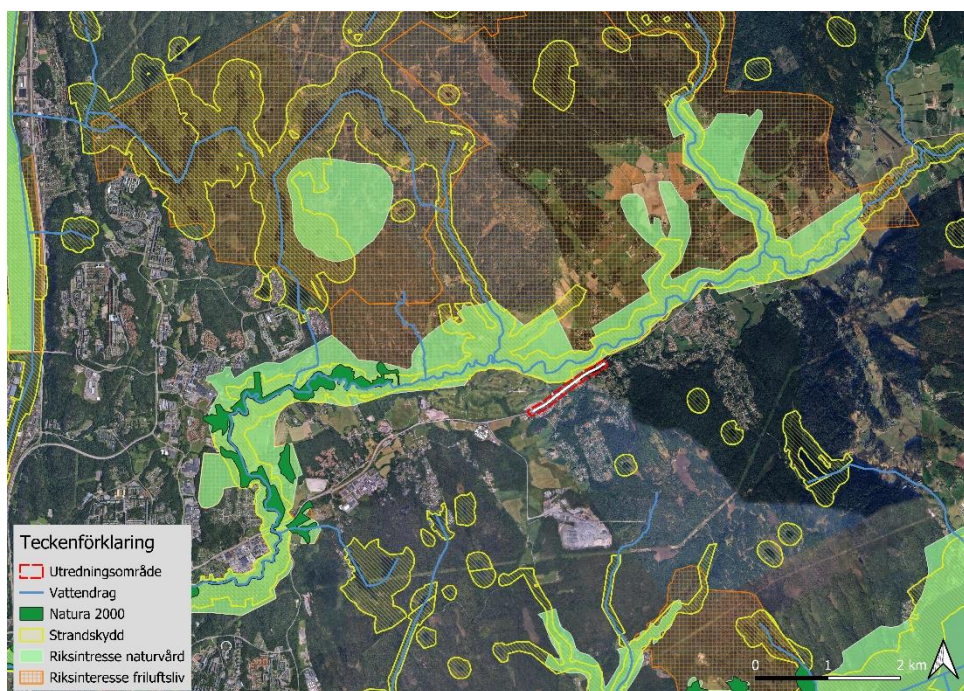 Teckenförklaring
Utredningsområde
Vattendrag
Natura 2000
Strandskydd
Riksintresse naturvård
Riksinteresse friluftsliv
0 1 2 km